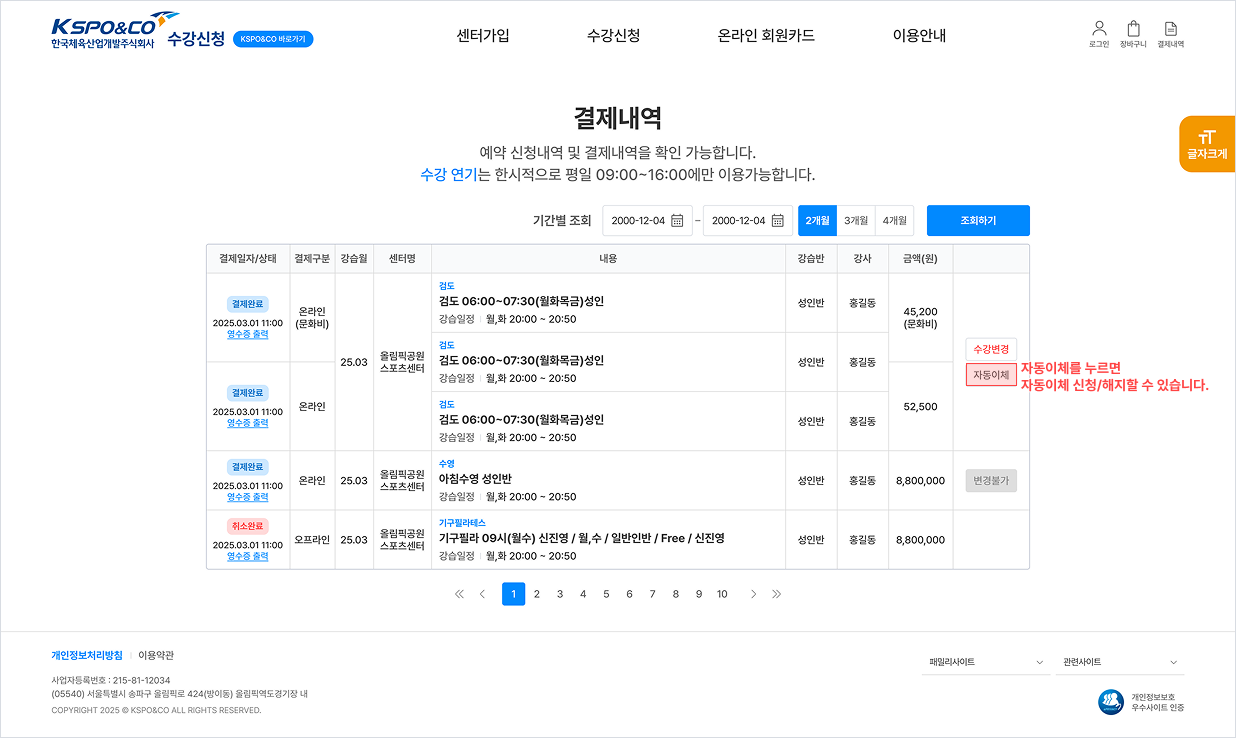 KSPO&CO
한국체육산업개발주식회사 수강신청 KSPO&CO 바로가기
센터가입 수강신청 온라인 회원카드 이용안내
로그인 장바구니 결제내역
결제내역
예약 신청내역 및 결제내역을 확인 가능합니다.
수강 연기는 한시적으로 평일 09:00~16:00에만 이용가능합니다.
TT
글자크게
기간별 조회 2000-12-04 – 2000-12-04 2개월 3개월 4개월 조회하기
결제일자/상태 결제구분 강습월 센터명 내용 강습반 강사 금액(원)
결제완료
2025.03.01 11:00
영수증 출력
온라인
(문화비)
25.03
올림픽공원
스포츠센터
검도
검도 06:00~07:30(월화목금)성인
강습일정 월,화 20:00 ~ 20:50
성인반 홍길동
45,200
(문화비)
검도
검도 06:00~07:30(월화목금)성인
강습일정 월,화 20:00 ~ 20:50
성인반 홍길동
수강변경
자동이체
자동이체를 누르면
자동이체 신청/해지할 수 있습니다.
결제완료
2025.03.01 11:00
영수증 출력
온라인
검도
검도 06:00~07:30(월화목금)성인
강습일정 월,화 20:00 ~ 20:50
성인반 홍길동
52,500
결제완료
2025.03.01 11:00
영수증 출력
온라인 25.03
올림픽공원
스포츠센터
수영
아침수영 성인반
강습일정 월,화 20:00 ~ 20:50
성인반 홍길동 8,800,000 변경불가
취소완료
2025.03.01 11:00
영수증 출력
오프라인 25.03
올림픽공원
스포츠센터
기구필라테스
기구필라 09시(월수) 신진영 / 월,수 / 일반인반 / Free / 신진영
강습일정 월,화 20:00 ~ 20:50
성인반 홍길동 8,800,000
1 2 3 4 5 6 7 8 9 10
개인정보처리방침 이용약관
사업자등록번호 : 215-81-12034
(05540) 서울특별시 송파구 올림픽로 424(방이동) 올림픽역도경기장 내
COPYRIGHT 2025 © KSPO&CO ALL RIGHTS RESERVED.
패밀리사이트 관련사이트
개인정보보호
우수사이트 인증